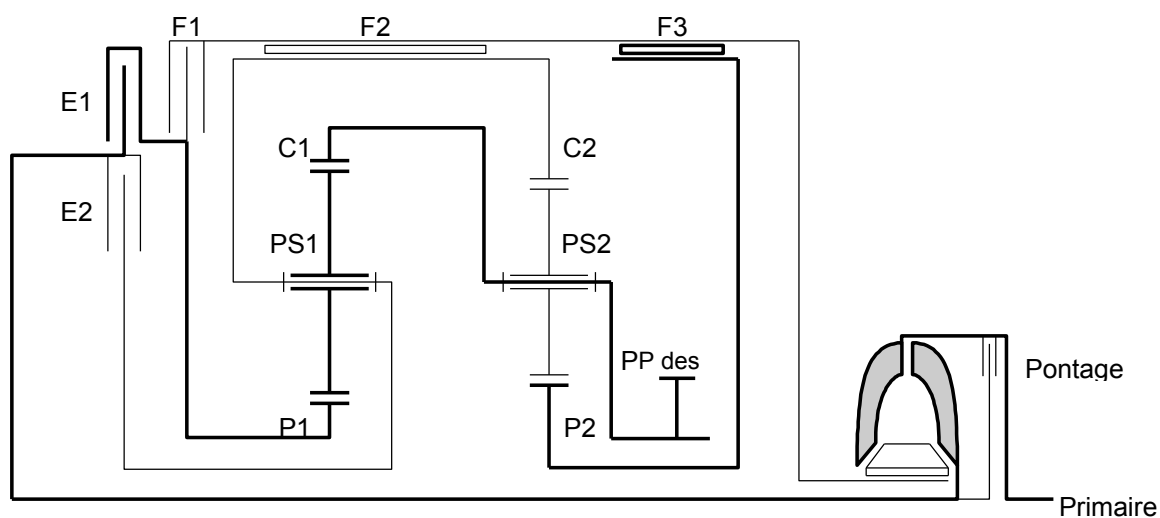 F1
F2
F3
E1
C1
C2
E2
PS1
PS2
PP des
Pontage
P1
P2
Primaire